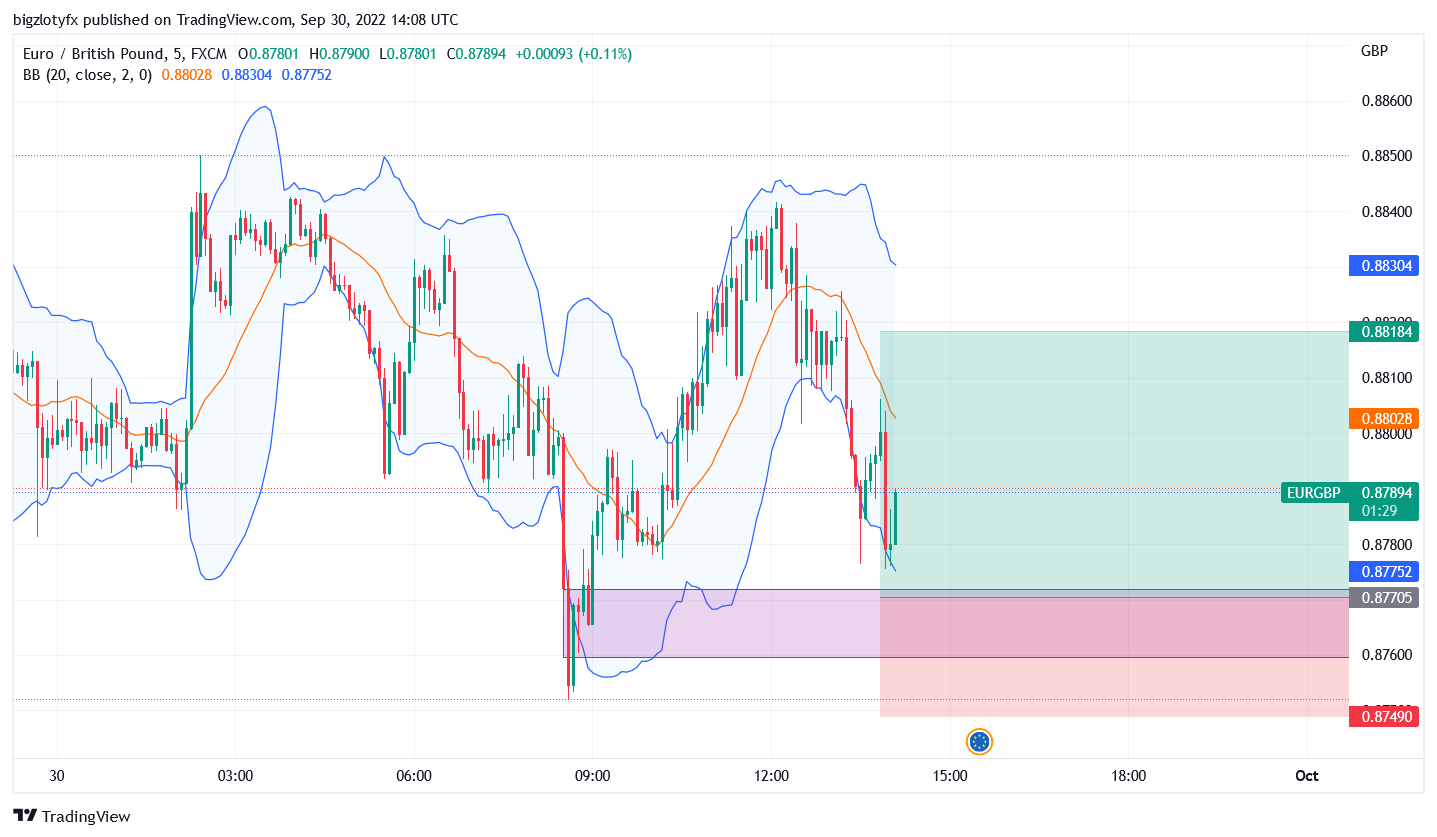 bigzlotyfx published on TradingView.com, Sep 30, 2022 14:08 UTC
Euro / British Pound, 5, FXCM O0.87801 H0.87900 L0.87801 C0.87894 +0.00093 (+0.11%)
BB (20, close, 2, 0) 0.88028 0.88304 0.87752
GBP
0.88600
0.88500
0.88400
0.88304
0.88184
0.88100
0.88028
0.88000
EURGBP 0.87894
01:29
0.87800
0.87752
0.87705
0.87600
0.87490
30 03:00 06:00 09:00 12:00 15:00 18:00 Oct
TradingView